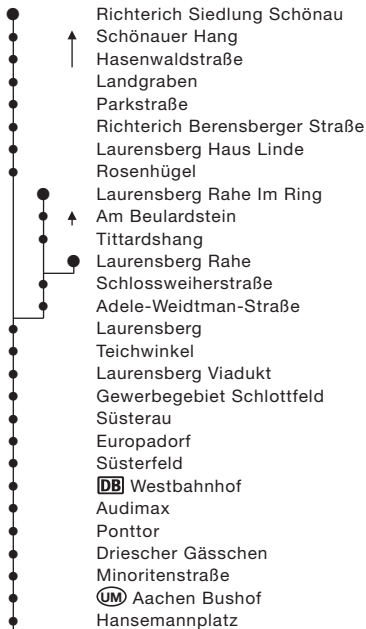 Richterich Siedlung Schönau
Schönauer Hang
Hasenwaldstraße
Landgraben
Parkstraße
Richterich Berensberger Straße
Laurensberg Haus Linde
Rosenhügel
Laurensberg Rahe Im Ring
Am Beulardstein
Tittardshang
Laurensberg Rahe
Schlossweiherstraße
Adele-Weidtman-Straße
Laurensberg
Teichwinkel
Laurensberg Viadukt
Gewerbegebiet Schlottfeld
Süsterau
Europadorf
Süsterfeld
DB Westbahnhof
Audimax
Ponttor
Driescher Gässchen
Minoritenstraße
UM Aachen Bushof
Hansemannplatz